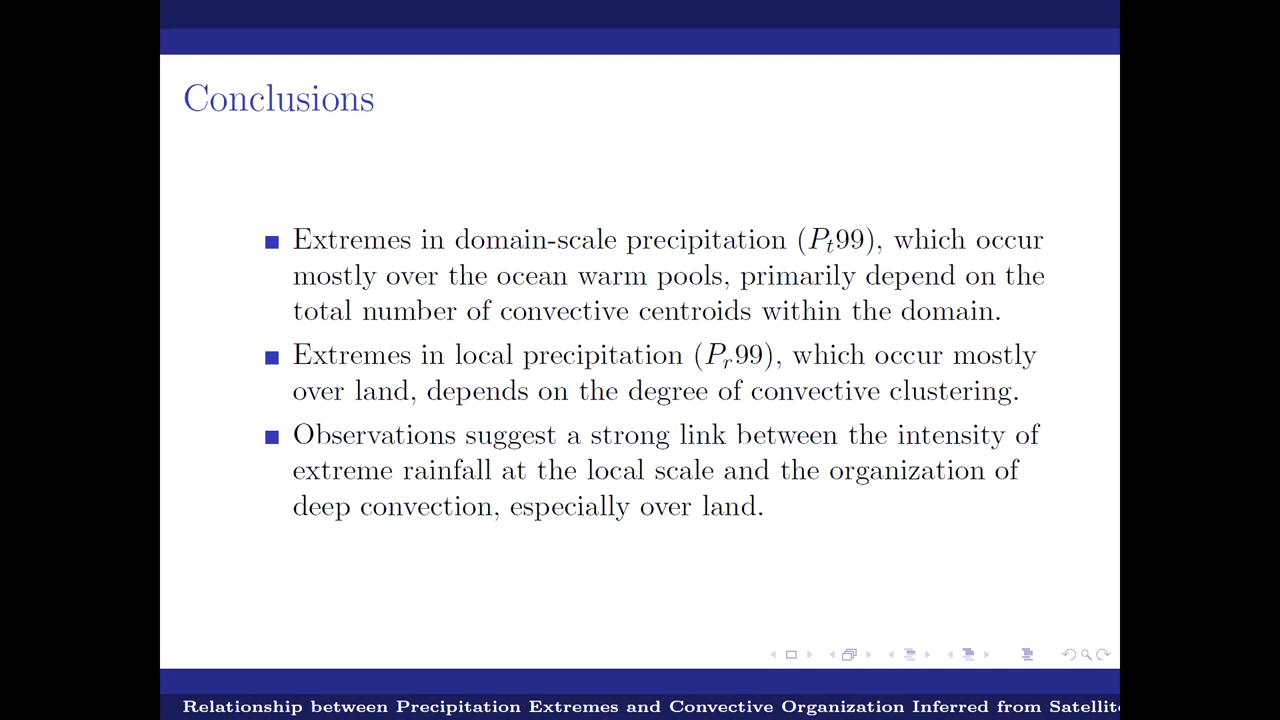 Conclusions
Extremes in domain-scale precipitation (Pt99), which occur
mostly over the ocean warm pools, primarily depend on the
total number of convective centroids within the domain.
Extremes in local precipitation (Pr99), which occur mostly
over land, depends on the degree of convective clustering.
Observations suggest a strong link between the intensity of
extreme rainfall at the local scale and the organization of
deep convection, especially over land.
Relationship between Precipitation Extremes and Convective Organization Inferred from Satellite